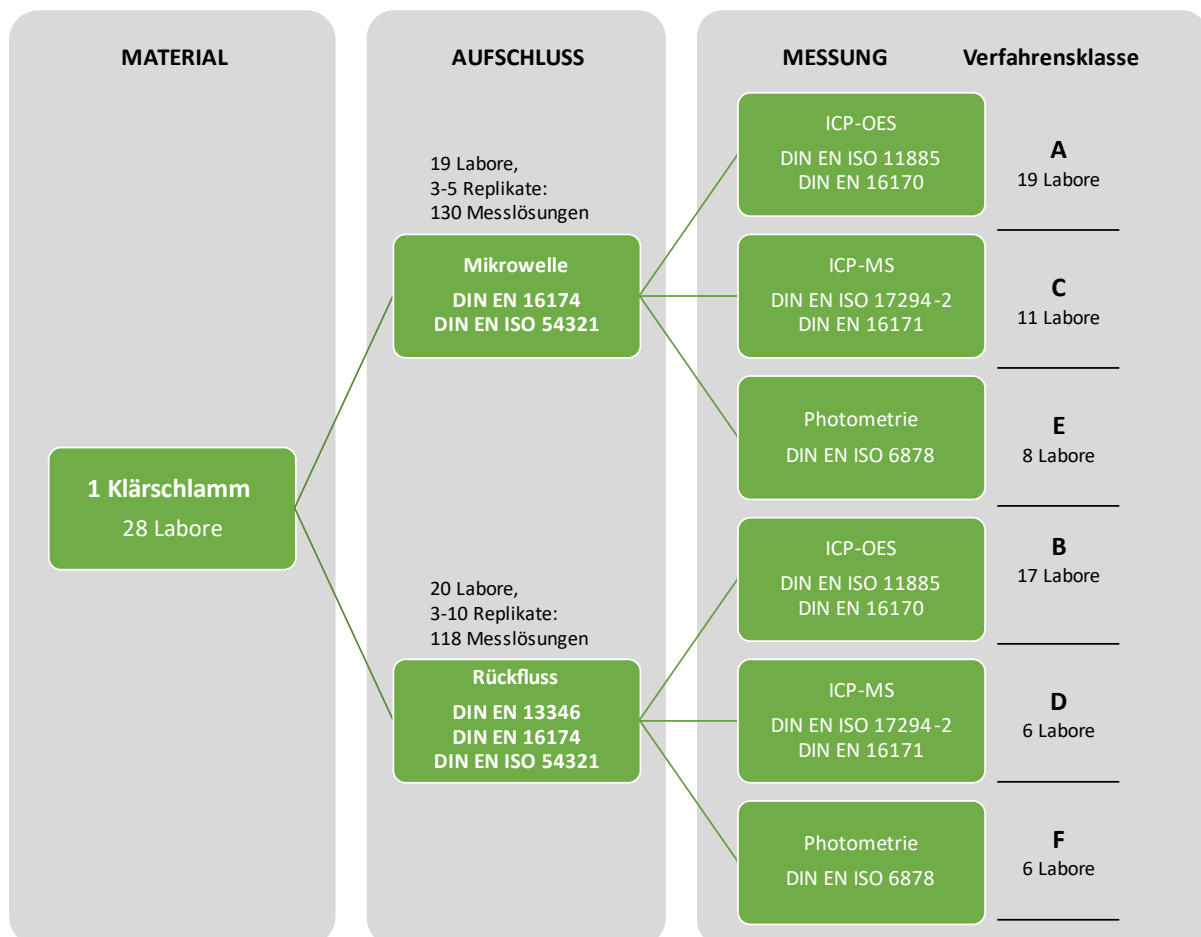 MATERIAL
AUFSCHLUSS
MESSUNG
Verfahrensklasse
1 Klärschlamm
28 Labore
19 Labore,
3-5 Replikate:
130 Messlösungen
Mikrowelle
DIN EN 16174
DIN EN ISO 54321
20 Labore,
3-10 Replikate:
118 Messlösungen
Rückfluss
DIN EN 13346
DIN EN 16174
DIN EN ISO 54321
ICP-OES
DIN EN ISO 11885
DIN EN 16170
A
19 Labore
ICP-MS
DIN EN ISO 17294-2
DIN EN 16171
C
11 Labore
Photometrie
DIN EN ISO 6878
E
8 Labore
ICP-OES
DIN EN ISO 11885
DIN EN 16170
B
17 Labore
ICP-MS
DIN EN ISO 17294-2
DIN EN 16171
D
6 Labore
Photometrie
DIN EN ISO 6878
F
6 Labore